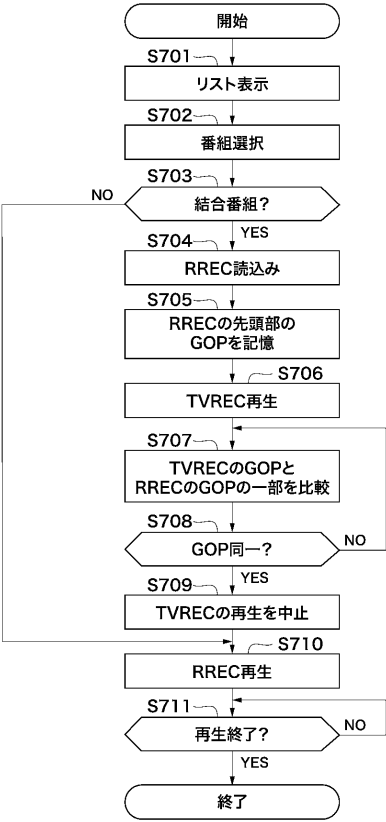 開始
S701
リスト表示
S702
番組選択
S703
NO
結合番組？
YES
S704
RREC読込み
S705
RRECの先頭部の
GOPを記憶
S706
TVREC再生
S707
TVRECのGOPと
RRECのGOPの一部を比較
S708
GOP同一？
NO
YES
S709
TVRECの再生を中止
S710
RREC再生
S711
再生終了？
NO
YES
終了